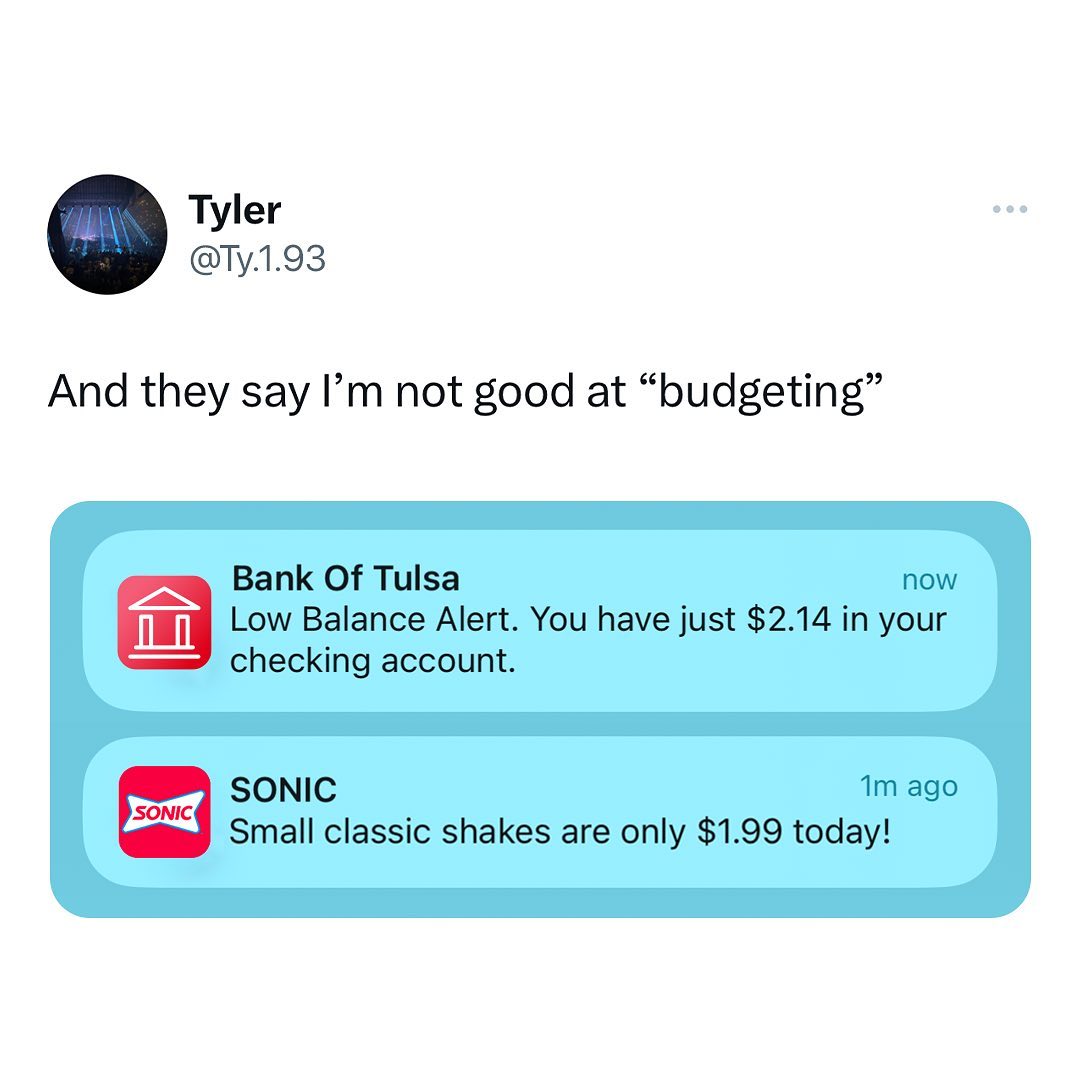 Tyler
@Ty.1.93
And they say I’m not good at “budgeting”
Bank Of Tulsa
now
Low Balance Alert. You have just $2.14 in your
checking account.
SONIC
SONIC
1m ago
Small classic shakes are only $1.99 today!